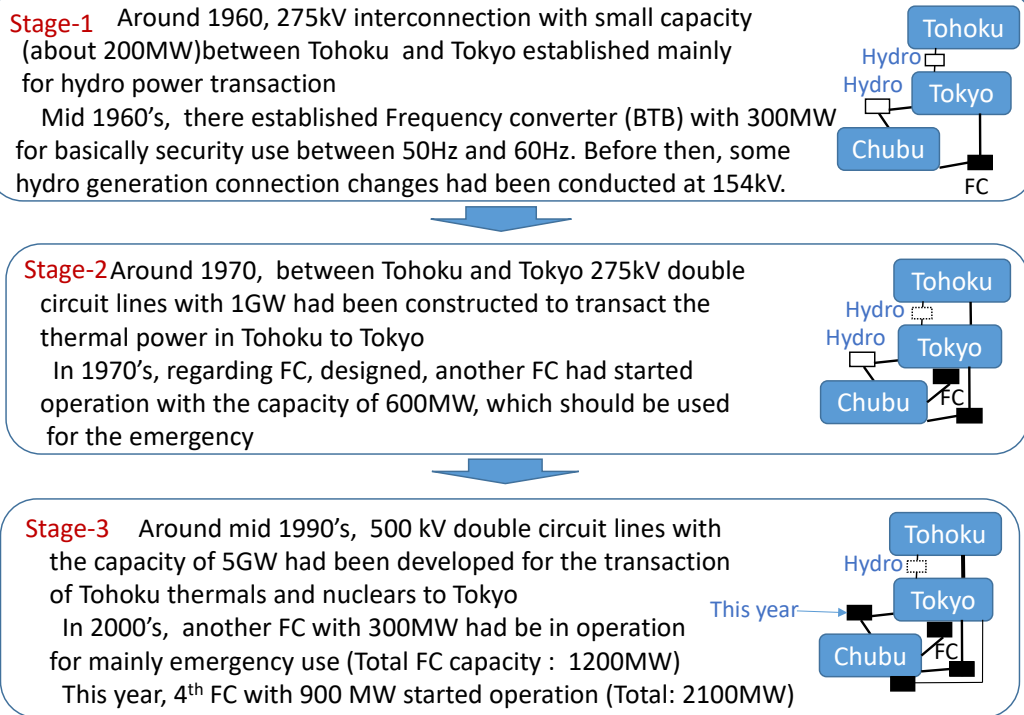 Stage-1 Around 1960, 275kV interconnection with small capacity
(about 200MW)between Tohoku and Tokyo established mainly
for hydro power transaction
Mid 1960's, there established Frequency converter (BTB) with 300MW
for basically security use between 50Hz and 60Hz. Before then, some
hydro generation connection changes had been conducted at 154kV.
Tohoku
Hydro
Hydro
Tokyo
Chubu
FC
Stage-2 Around 1970, between Tohoku and Tokyo 275kV double
circuit lines with 1GW had been constructed to transact the
thermal power in Tohoku to Tokyo
In 1970's, regarding FC, designed, another FC had started
operation with the capacity of 600MW, which should be used
for the emergency
Tohoku
Hydro
Hydro
Tokyo
Chubu
FC
Stage-3 Around mid 1990's, 500 kV double circuit lines with
the capacity of 5GW had been developed for the transaction
of Tohoku thermals and nuclears to Tokyo
In 2000's, another FC with 300MW had be in operation
for mainly emergency use (Total FC capacity : 1200MW)
This year, 4th FC with 900 MW started operation (Total: 2100MW)
Tohoku
Hydro
This year
Tokyo
Chubu
FC